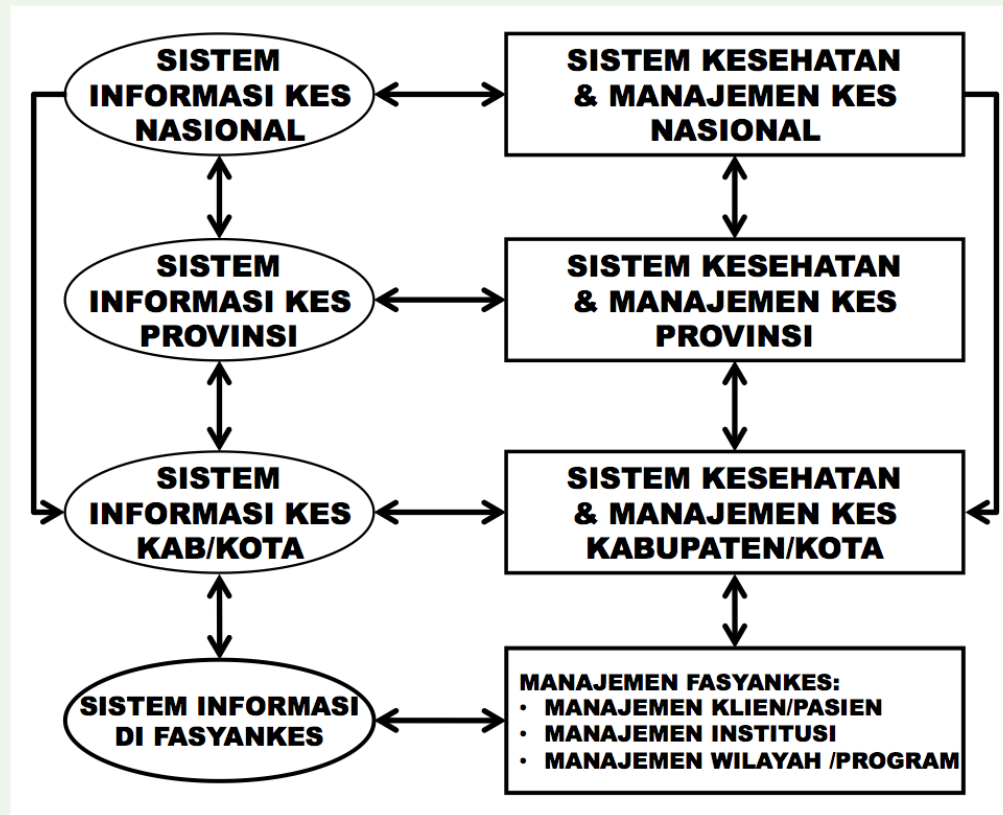 SISTEM
INFORMASI KES
NASIONAL
SISTEM KESEHATAN
& MANAJEMEN KES
NASIONAL
SISTEM
INFORMASI KES
PROVINSI
SISTEM KESEHATAN
& MANAJEMEN KES
PROVINSI
SISTEM
INFORMASI KES
KAB/KOTA
SISTEM KESEHATAN
& MANAJEMEN KES
KABUPATEN/KOTA
SISTEM INFORMASI
DI FASYANKES
MANAJEMEN FASYANKES:
• MANAJEMEN KLIEN/PASIEN
• MANAJEMEN INSTITUSI
• MANAJEMEN WILAYAH /PROGRAM